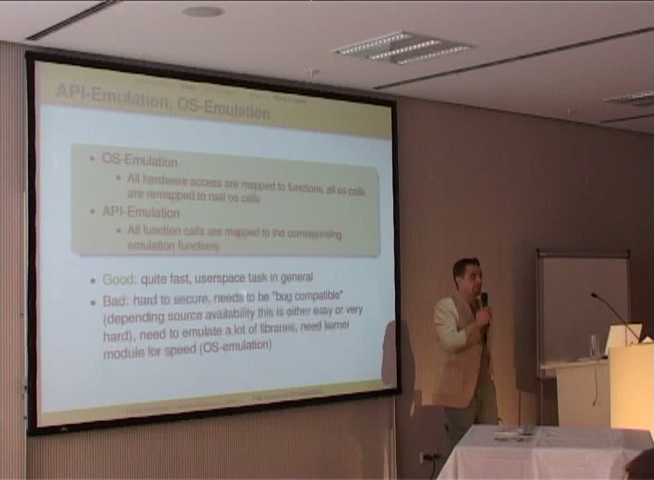 API-Emulation, OS-Emulation
• OS-Emulation
• All hardware access are mapped to functions, all os calls
are remapped to real os calls
• API-Emulation
• All function calls are mapped to the corresponding
emulation functions
• Good: quite fast, userspace task in general
• Bad: hard to secure, needs to be "bug compatible"
(depending source availability this is either easy or very
hard), need to emulate a lot of libraries, need kernel
module for speed (OS-emulation)